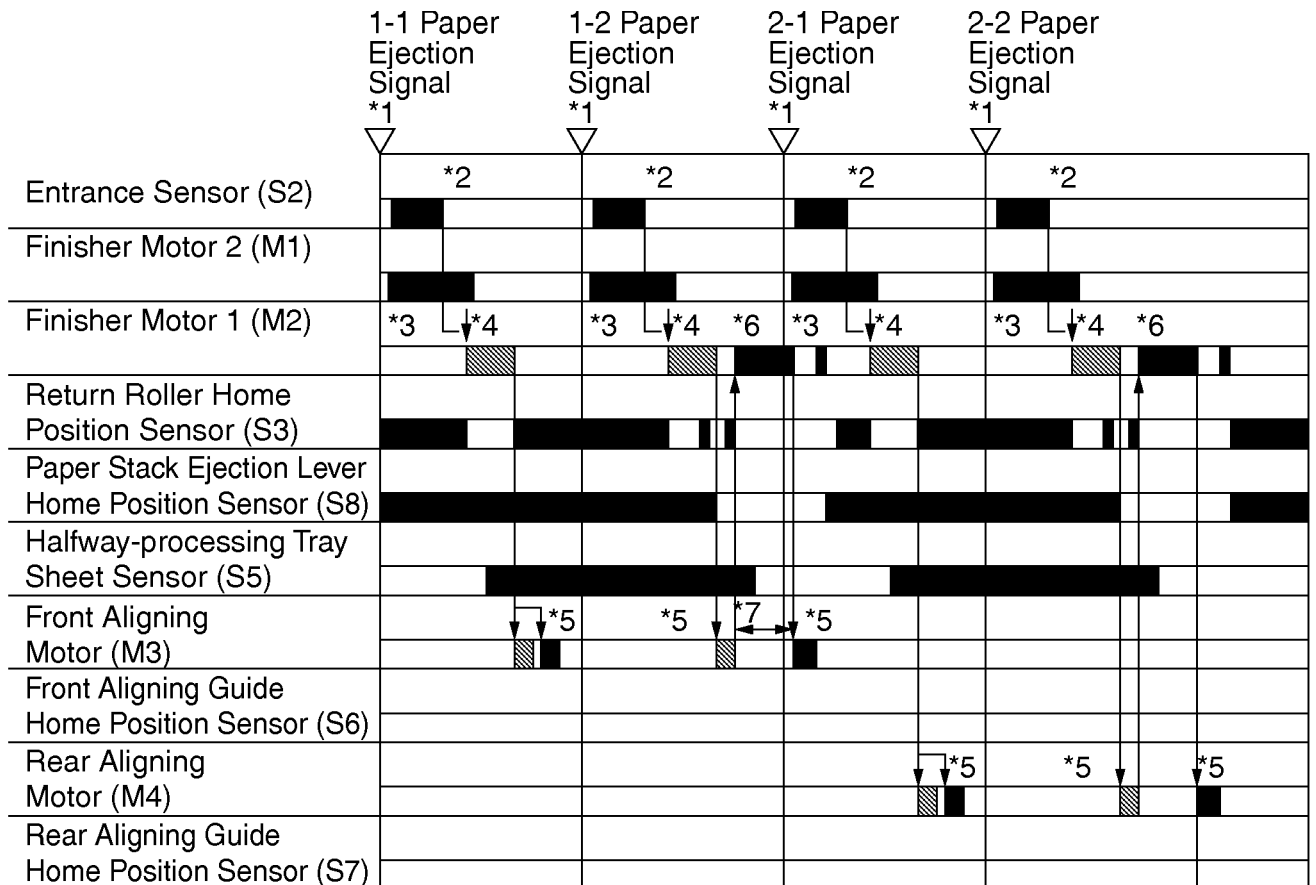 1-1 Paper
Ejection
Signal
*1
1-2 Paper
Ejection
Signal
*1
2-1 Paper
Ejection
Signal
*1
2-2 Paper
Ejection
Signal
*1
Entrance Sensor (S2)
*2 *2 *2 *2
Finisher Motor 2 (M1)
Finisher Motor 1 (M2)
*3 *4 *3 *4 *6 *3 *4 *3 *4 *6
Return Roller Home
Position Sensor (S3)
Paper Stack Ejection Lever
Home Position Sensor (S8)
Halfway-processing Tray
Sheet Sensor (S5)
Front Aligning
Motor (M3)
*5 *5 *7 *5
Front Aligning Guide
Home Position Sensor (S6)
Rear Aligning
Motor (M4)
*5 *5 *5
Rear Aligning Guide
Home Position Sensor (S7)